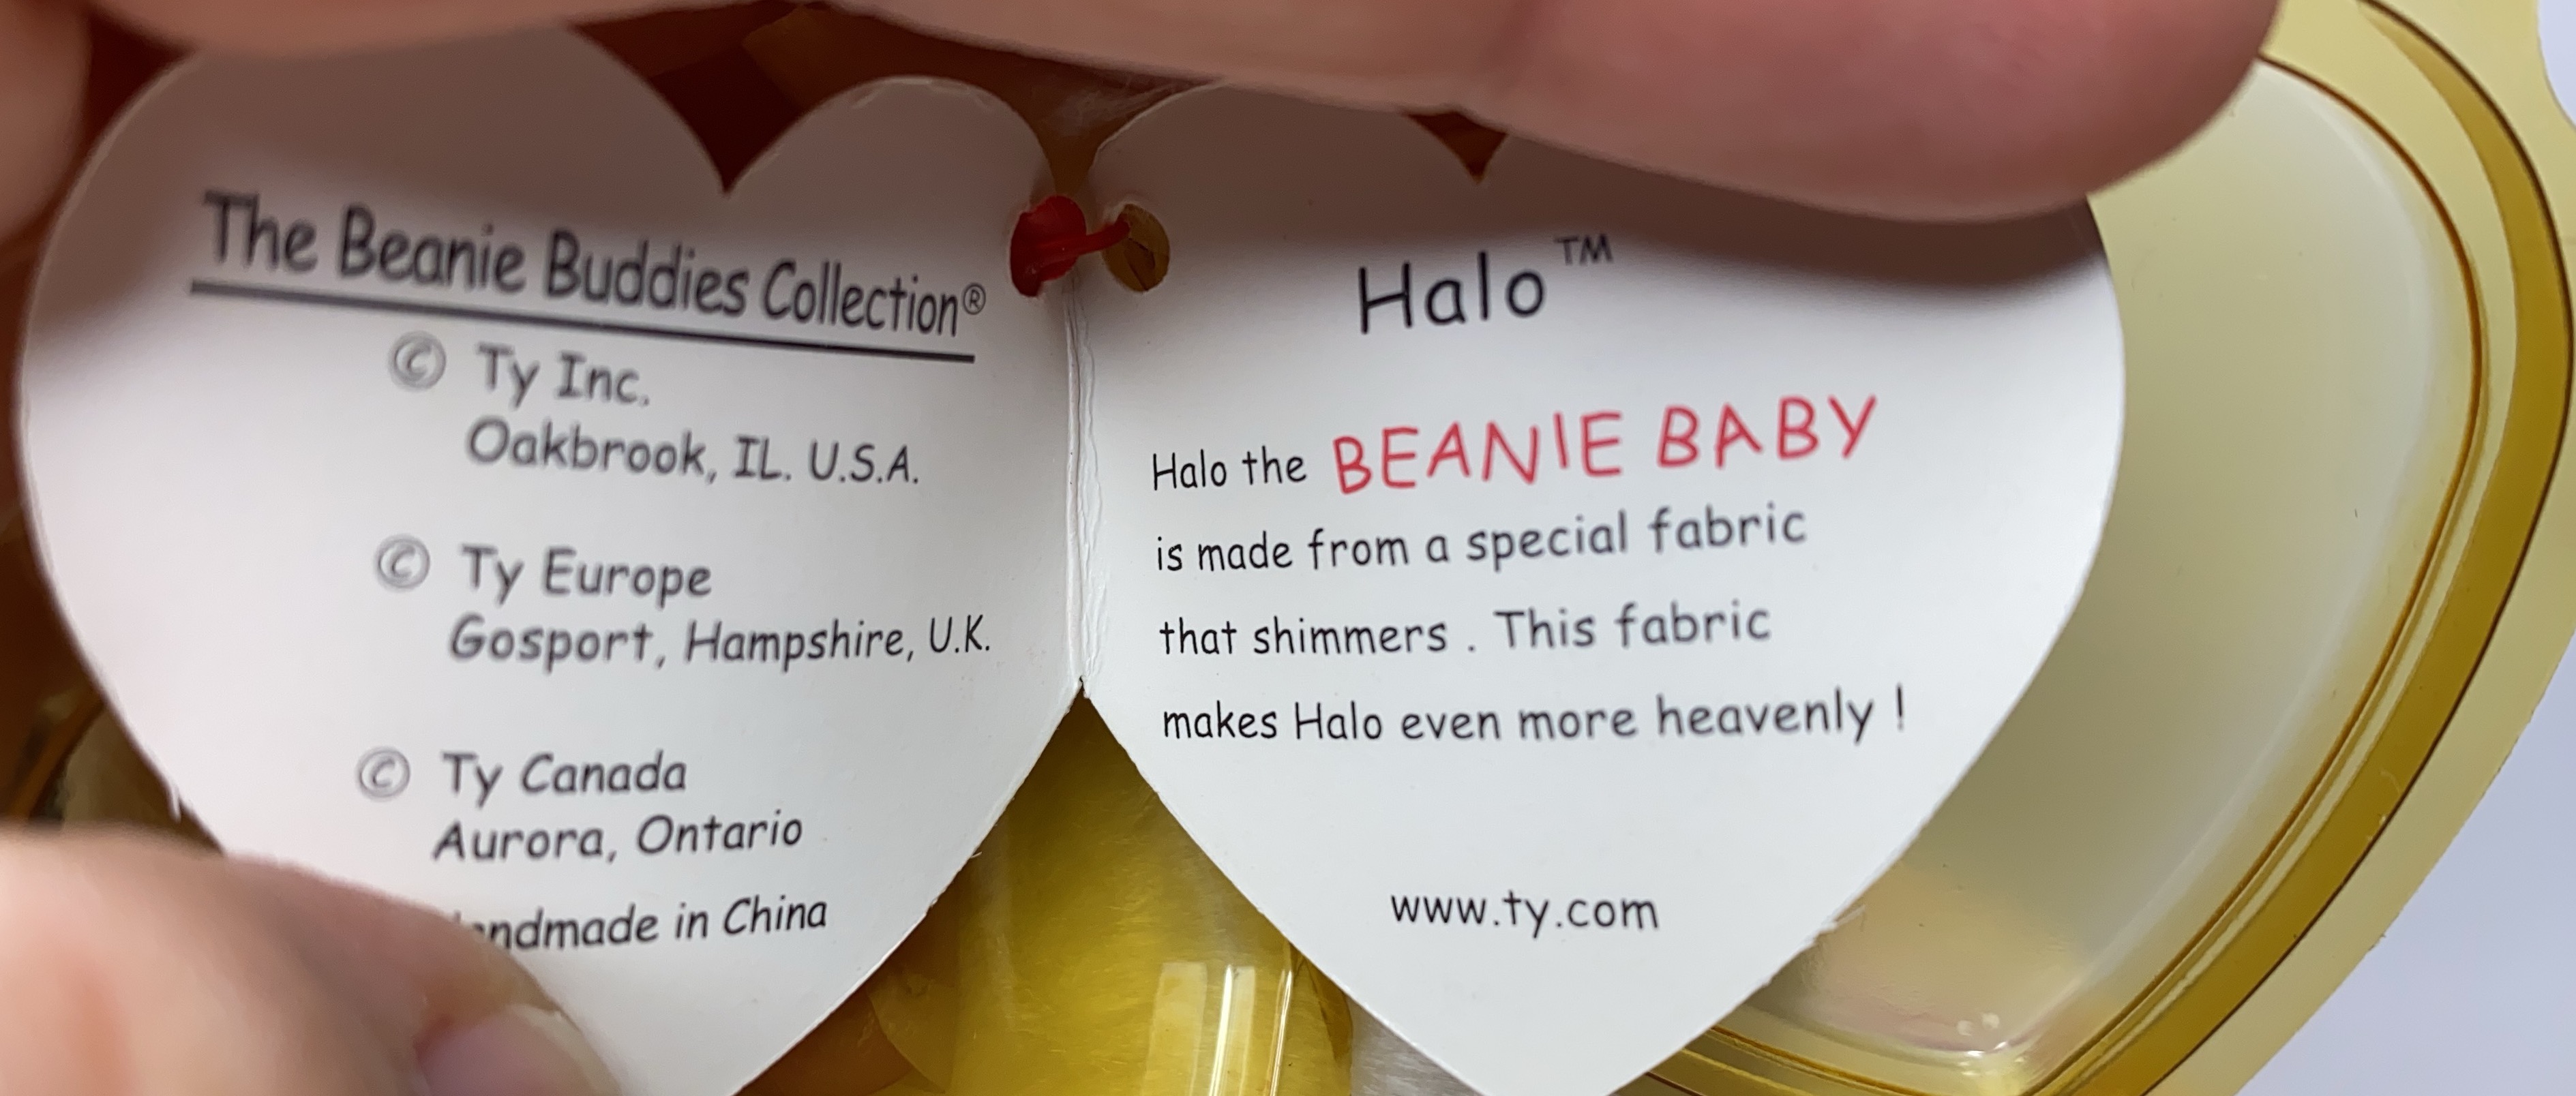 The Beanie Buddies Collection®
© Ty Inc.
Oakbrook, IL. U.S.A.
© Ty Europe
Gosport, Hampshire, U.K.
© Ty Canada
Aurora, Ontario
ndmade in China
Halo™
Halo the BEANIE BABY
is made from a special fabric
that shimmers . This fabric
makes Halo even more heavenly !
www.ty.com